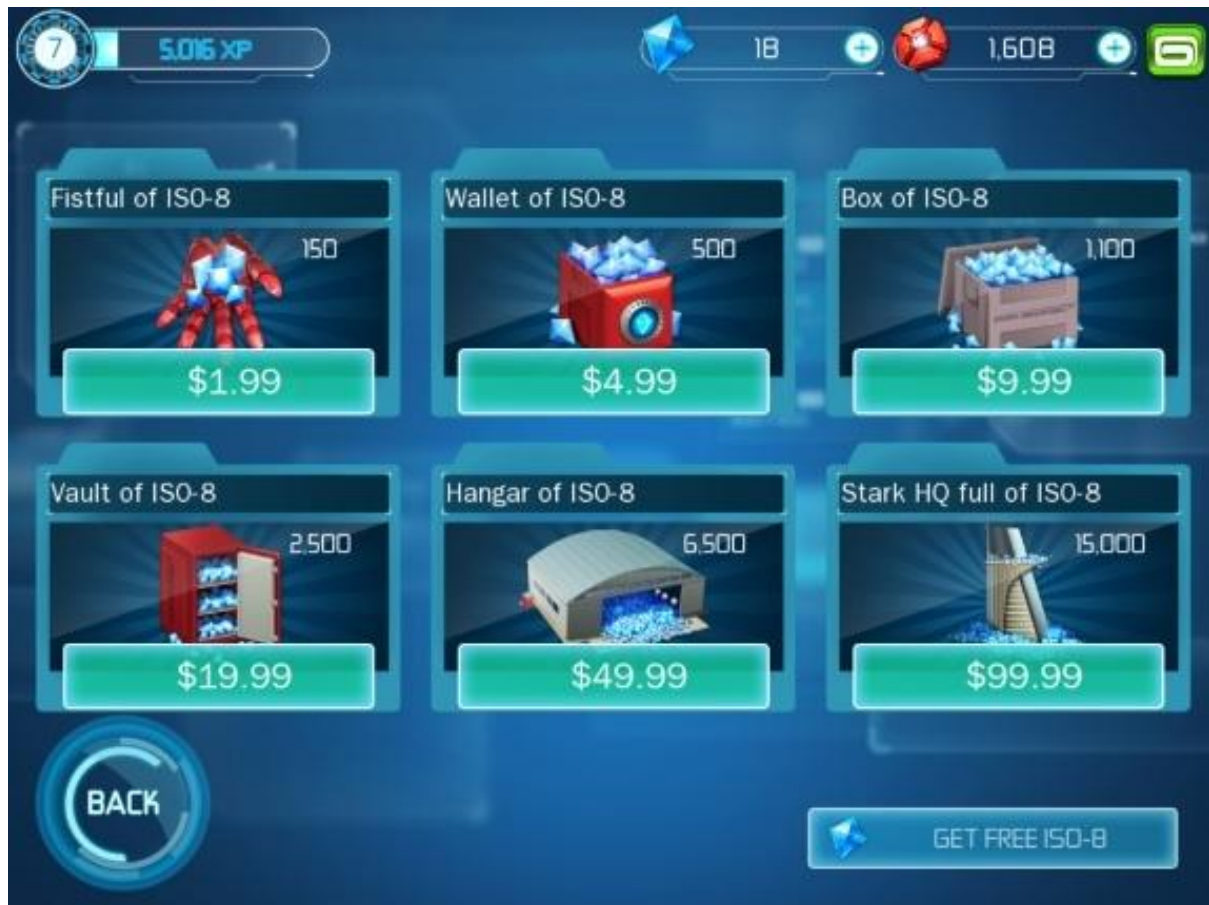 7
5,016 XP
18
1,608
Fistful of ISO-8
150
$1.99
Wallet of ISO-8
500
$4.99
Box of ISO-8
1,100
$9.99
Vault of ISO-8
2,500
$19.99
Hangar of ISO-8
6,500
$49.99
Stark HQ full of ISO-8
15,000
$99.99
BACK
GET FREE ISO-8